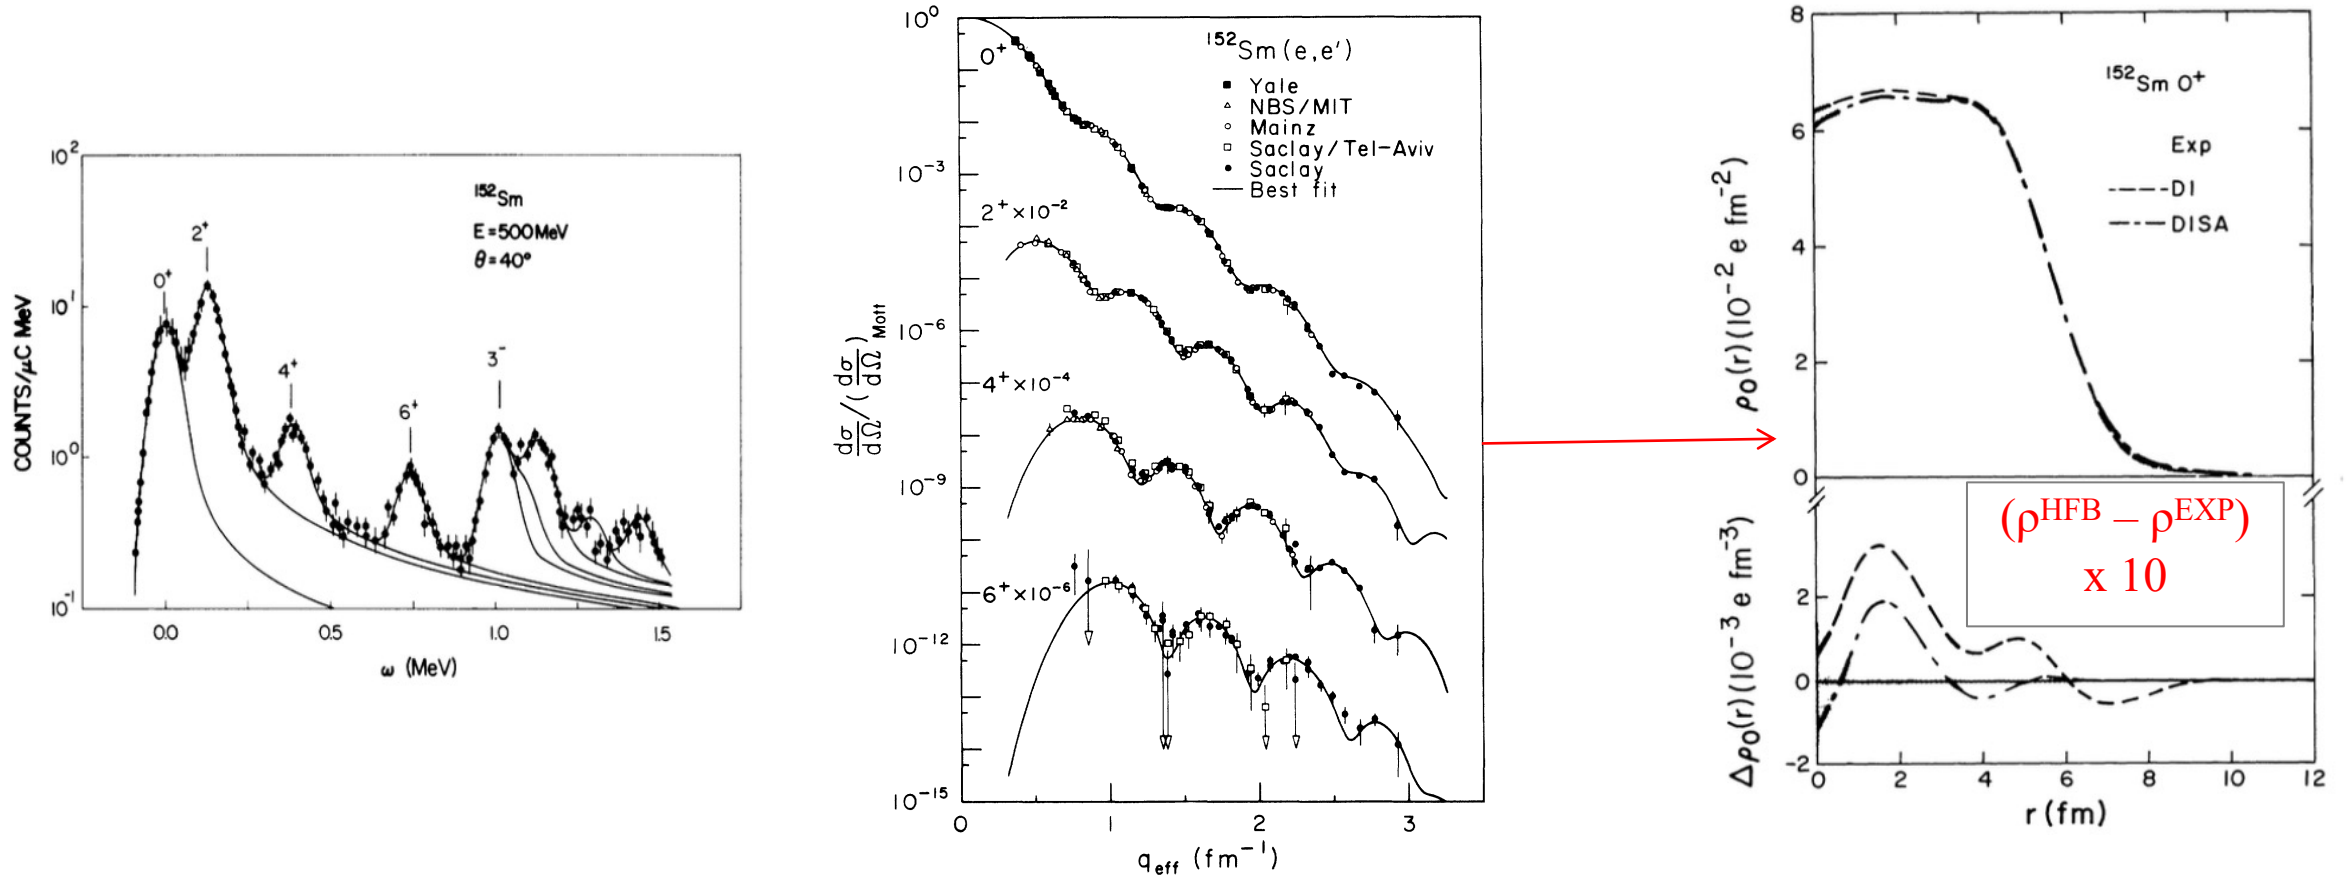 10²
10¹
10⁰
10⁻¹
COUNTS/μC MeV
¹⁵²Sm
E=500MeV
θ=40°
0⁺
2⁺
4⁺
6⁺
3⁻
0.0
0.5
1.0
1.5
ω (MeV)
10⁰
10⁻³
10⁻⁶
10⁻⁹
10⁻¹²
10⁻¹⁵
dσ/dΩ/(dσ/dΩ)Mott
¹⁵²Sm(e,e′)
■ Yale
△ NBS/MIT
○ Mainz
□ Saclay/Tel-Aviv
● Saclay
— Best fit
0⁺
2⁺×10⁻²
4⁺×10⁻⁴
6⁺×10⁻⁶
0
1
2
3
q_eff (fm⁻¹)
8
6
4
2
0
ρ₀(r)(10⁻² e fm⁻²)
¹⁵²Sm 0⁺
Exp
DI
DISA
(ρᴴᶠᴮ – ρᴱˣᴾ)
x 10
2
0
-2
Δρ₀(r)(10⁻³ e fm⁻³)
0
2
4
6
8
10
12
r (fm)